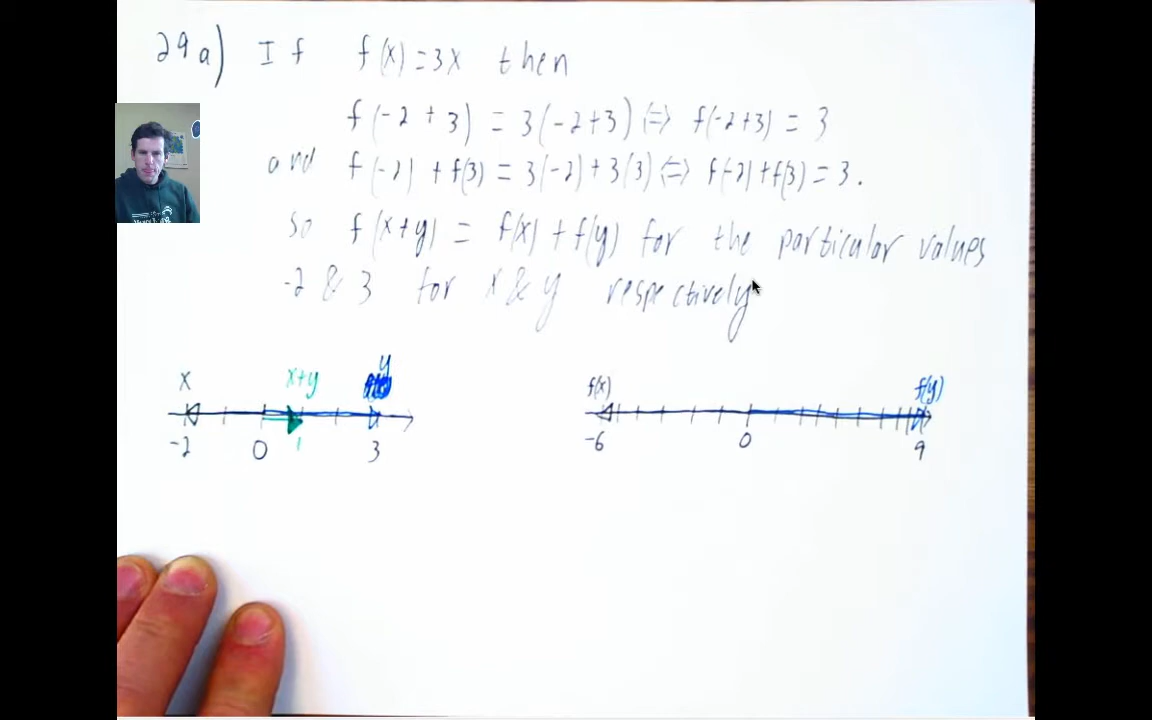 29a) If f(x)=3x then
f(-2+3) = 3(-2+3) ⟺ f(-2+3) = 3
and f(-2)+f(3) = 3(-2)+3(3) ⟺ f(-2)+f(3) = 3.
so f(x+y) = f(x)+f(y) for the particular values
-2 & 3 for x & y respectively
x x+y y f(x) f(y)
-2 0 1 3 -6 0 9